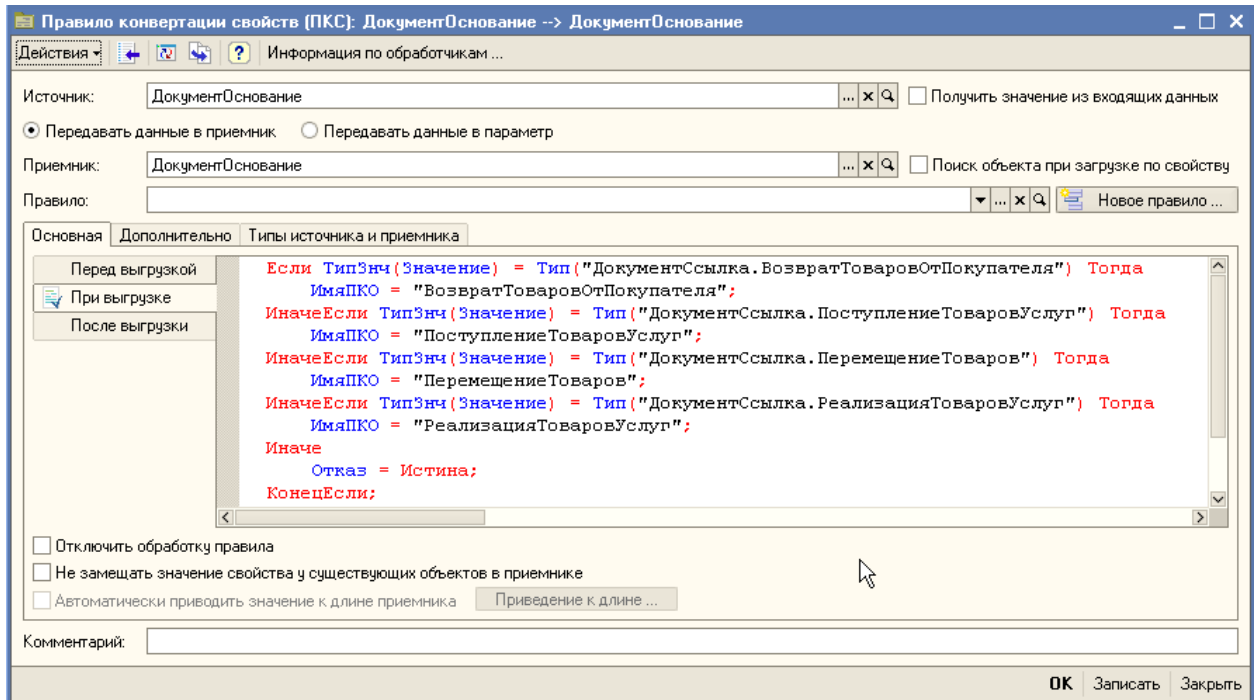 Правило конвертации свойств (ПКС): ДокументОснование --> ДокументОснование
Действия Информация по обработчикам ...
Источник: ДокументОснование ... Получить значение из входящих данных
Передавать данные в приемник Передавать данные в параметр
Приемник: ДокументОснование ... Поиск объекта при загрузке по свойству
Правило: ... Новое правило ...
Основная Дополнительно Типы источника и приемника
Перед выгрузкой
При выгрузке
После выгрузки
Если ТипЗнч(Значение) = Тип("ДокументСсылка.ВозвратТоваровОтПокупателя") Тогда
ИмяПКО = "ВозвратТоваровОтПокупателя";
ИначеЕсли ТипЗнч(Значение) = Тип("ДокументСсылка.ПоступлениеТоваровУслуг") Тогда
ИмяПКО = "ПоступлениеТоваровУслуг";
ИначеЕсли ТипЗнч(Значение) = Тип("ДокументСсылка.ПеремещениеТоваров") Тогда
ИмяПКО = "ПеремещениеТоваров";
ИначеЕсли ТипЗнч(Значение) = Тип("ДокументСсылка.РеализацияТоваровУслуг") Тогда
ИмяПКО = "РеализацияТоваровУслуг";
Иначе
Отказ = Истина;
КонецЕсли;
Отключить обработку правила
Не замещать значение свойства у существующих объектов в приемнике
Автоматически приводить значение к длине приемника Приведение к длине ...
Комментарий:
OK Записать Закрыть